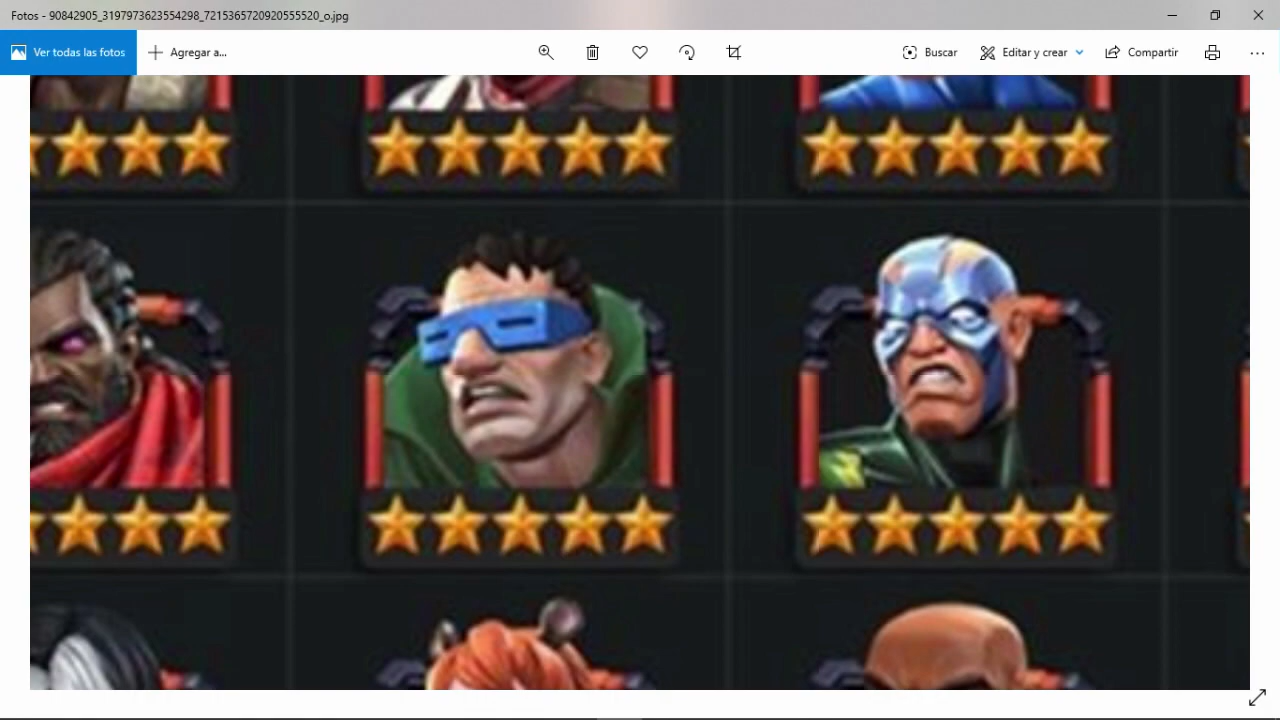 Fotos - 90842905_3197973623554298_7215365720920555520_o.jpg
Ver todas las fotos
Agregar a...
Buscar
Editar y crear
Compartir